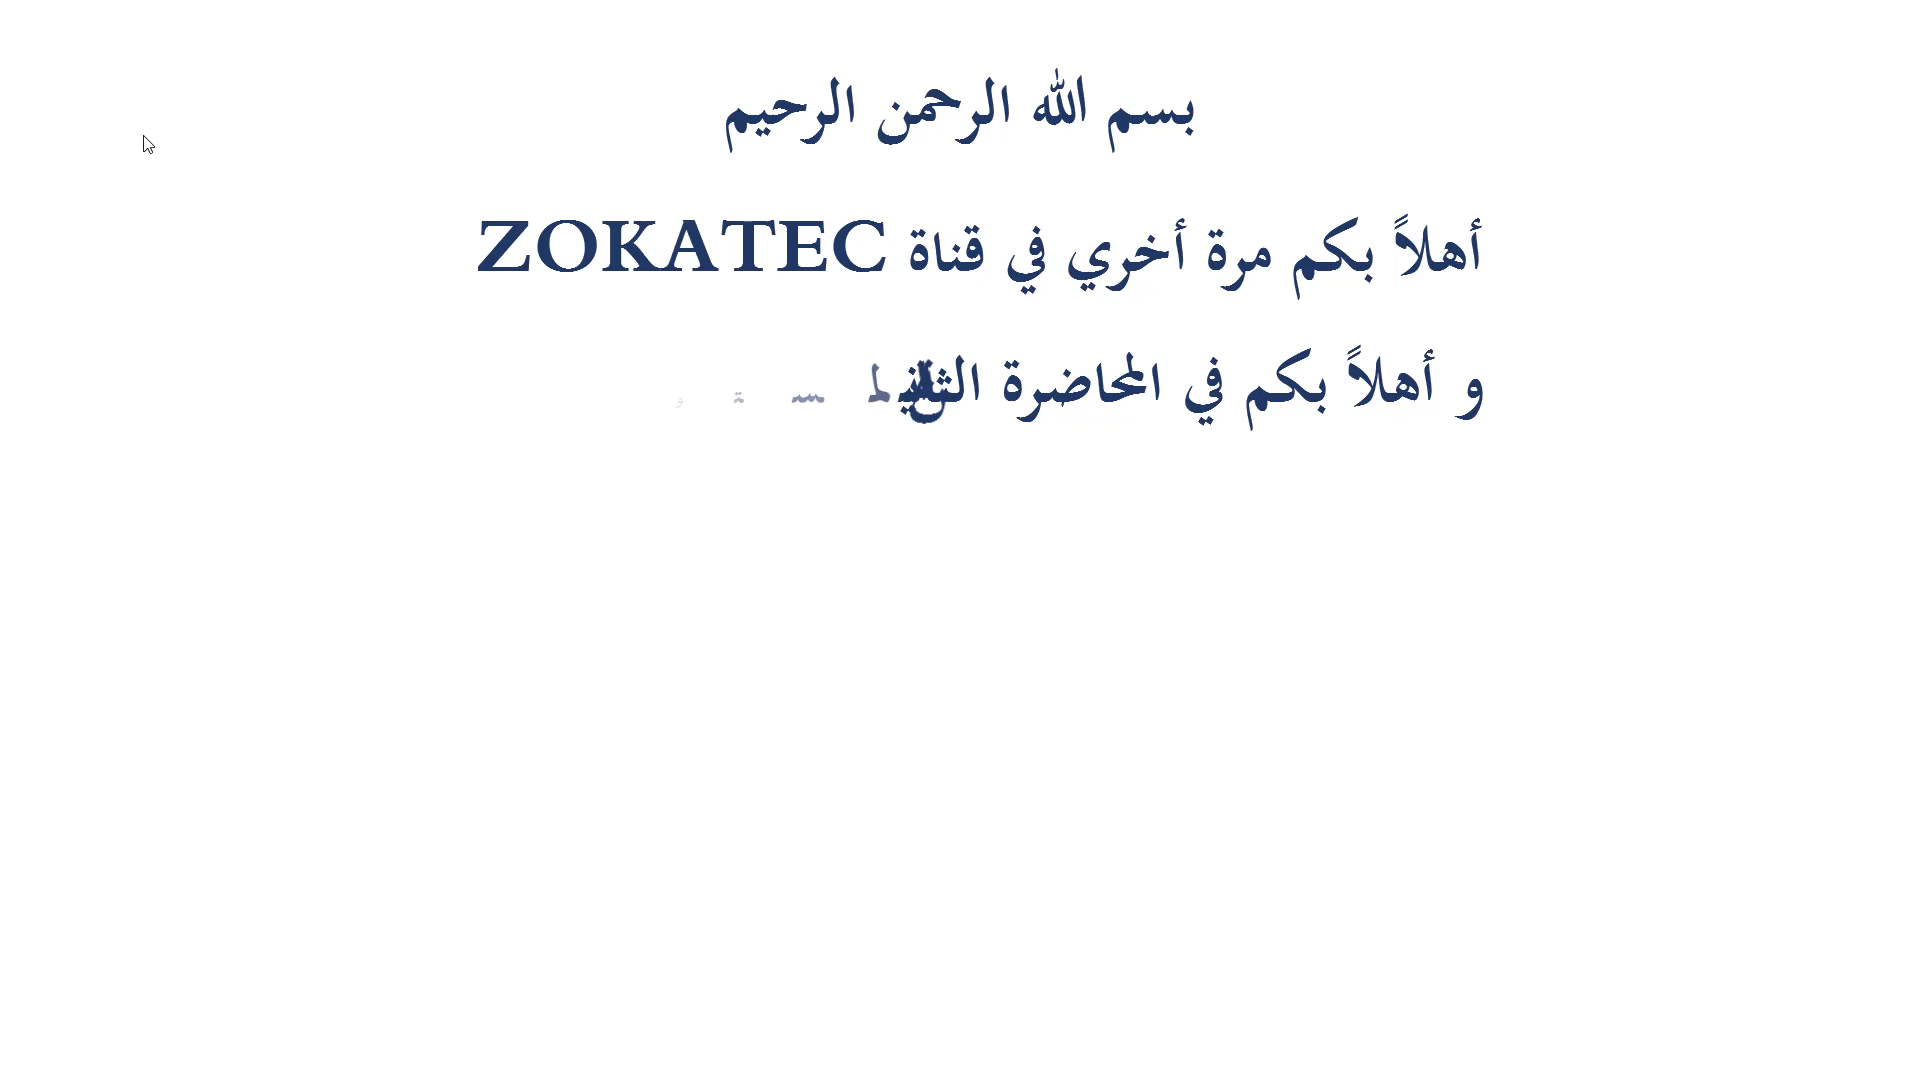 بسم الله الرحمن الرحيم
أهلاً بكم مرة أخري في قناة ZOKATEC
و أهلاً بكم في المحاضرة